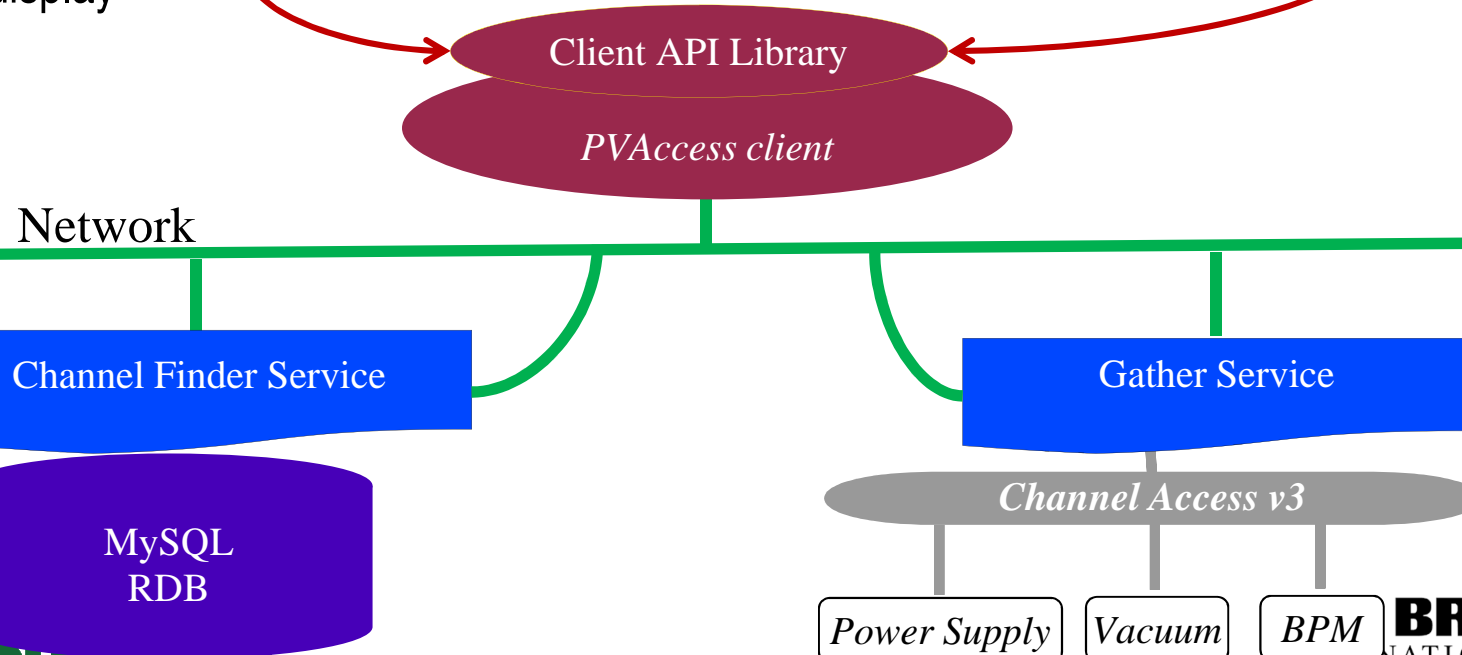 display
Client API Library
PVAccess client
Network
Channel Finder Service
Gather Service
Channel Access v3
MySQL
RDB
Power Supply
Vacuum
BPM